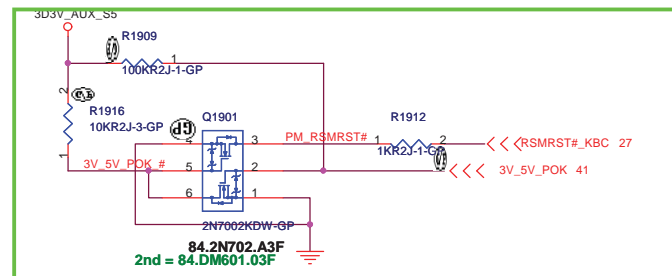 3D3V_AUX_S5
R1909
2 1
100KR2J-1-GP
2
R1916
10KR2J-3-GP
1
Q1901
4 3 PM_RSMRST#
R1912
1 2
1KR2J-1-GP
RSMRST#_KBC 27
3V_5V_POK_# 5 2
3V_5V_POK 41
6 1
2N7002KDW-GP
84.2N702.A3F
2nd = 84.DM601.03F